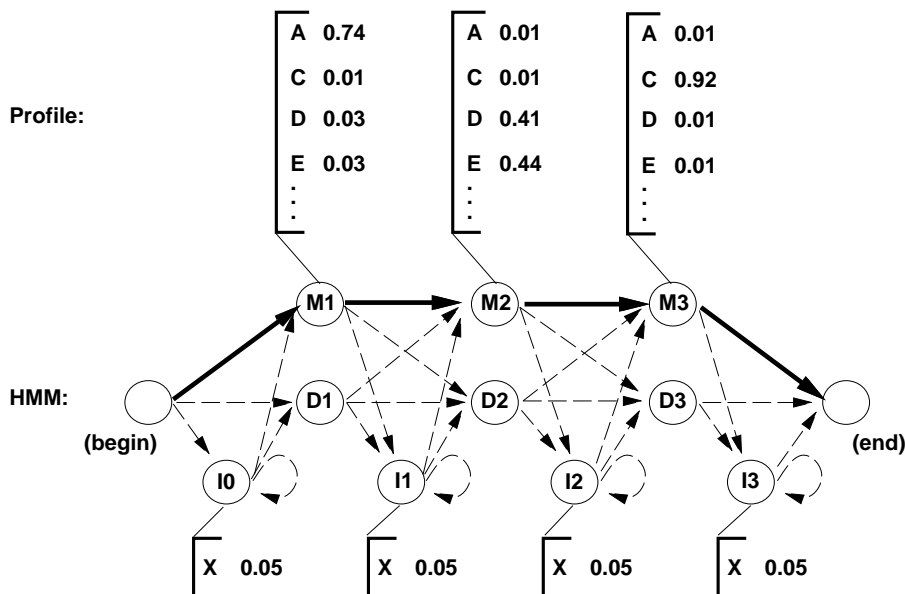 A 0.74 A 0.01 A 0.01
C 0.01 C 0.01 C 0.92
Profile: D 0.03 D 0.41 D 0.01
E 0.03 E 0.44 E 0.01
. . .
. . .
. . .
M1 M2 M3
HMM: D1 D2 D3
(begin) (end)
I0 I1 I2 I3
X 0.05 X 0.05 X 0.05 X 0.05